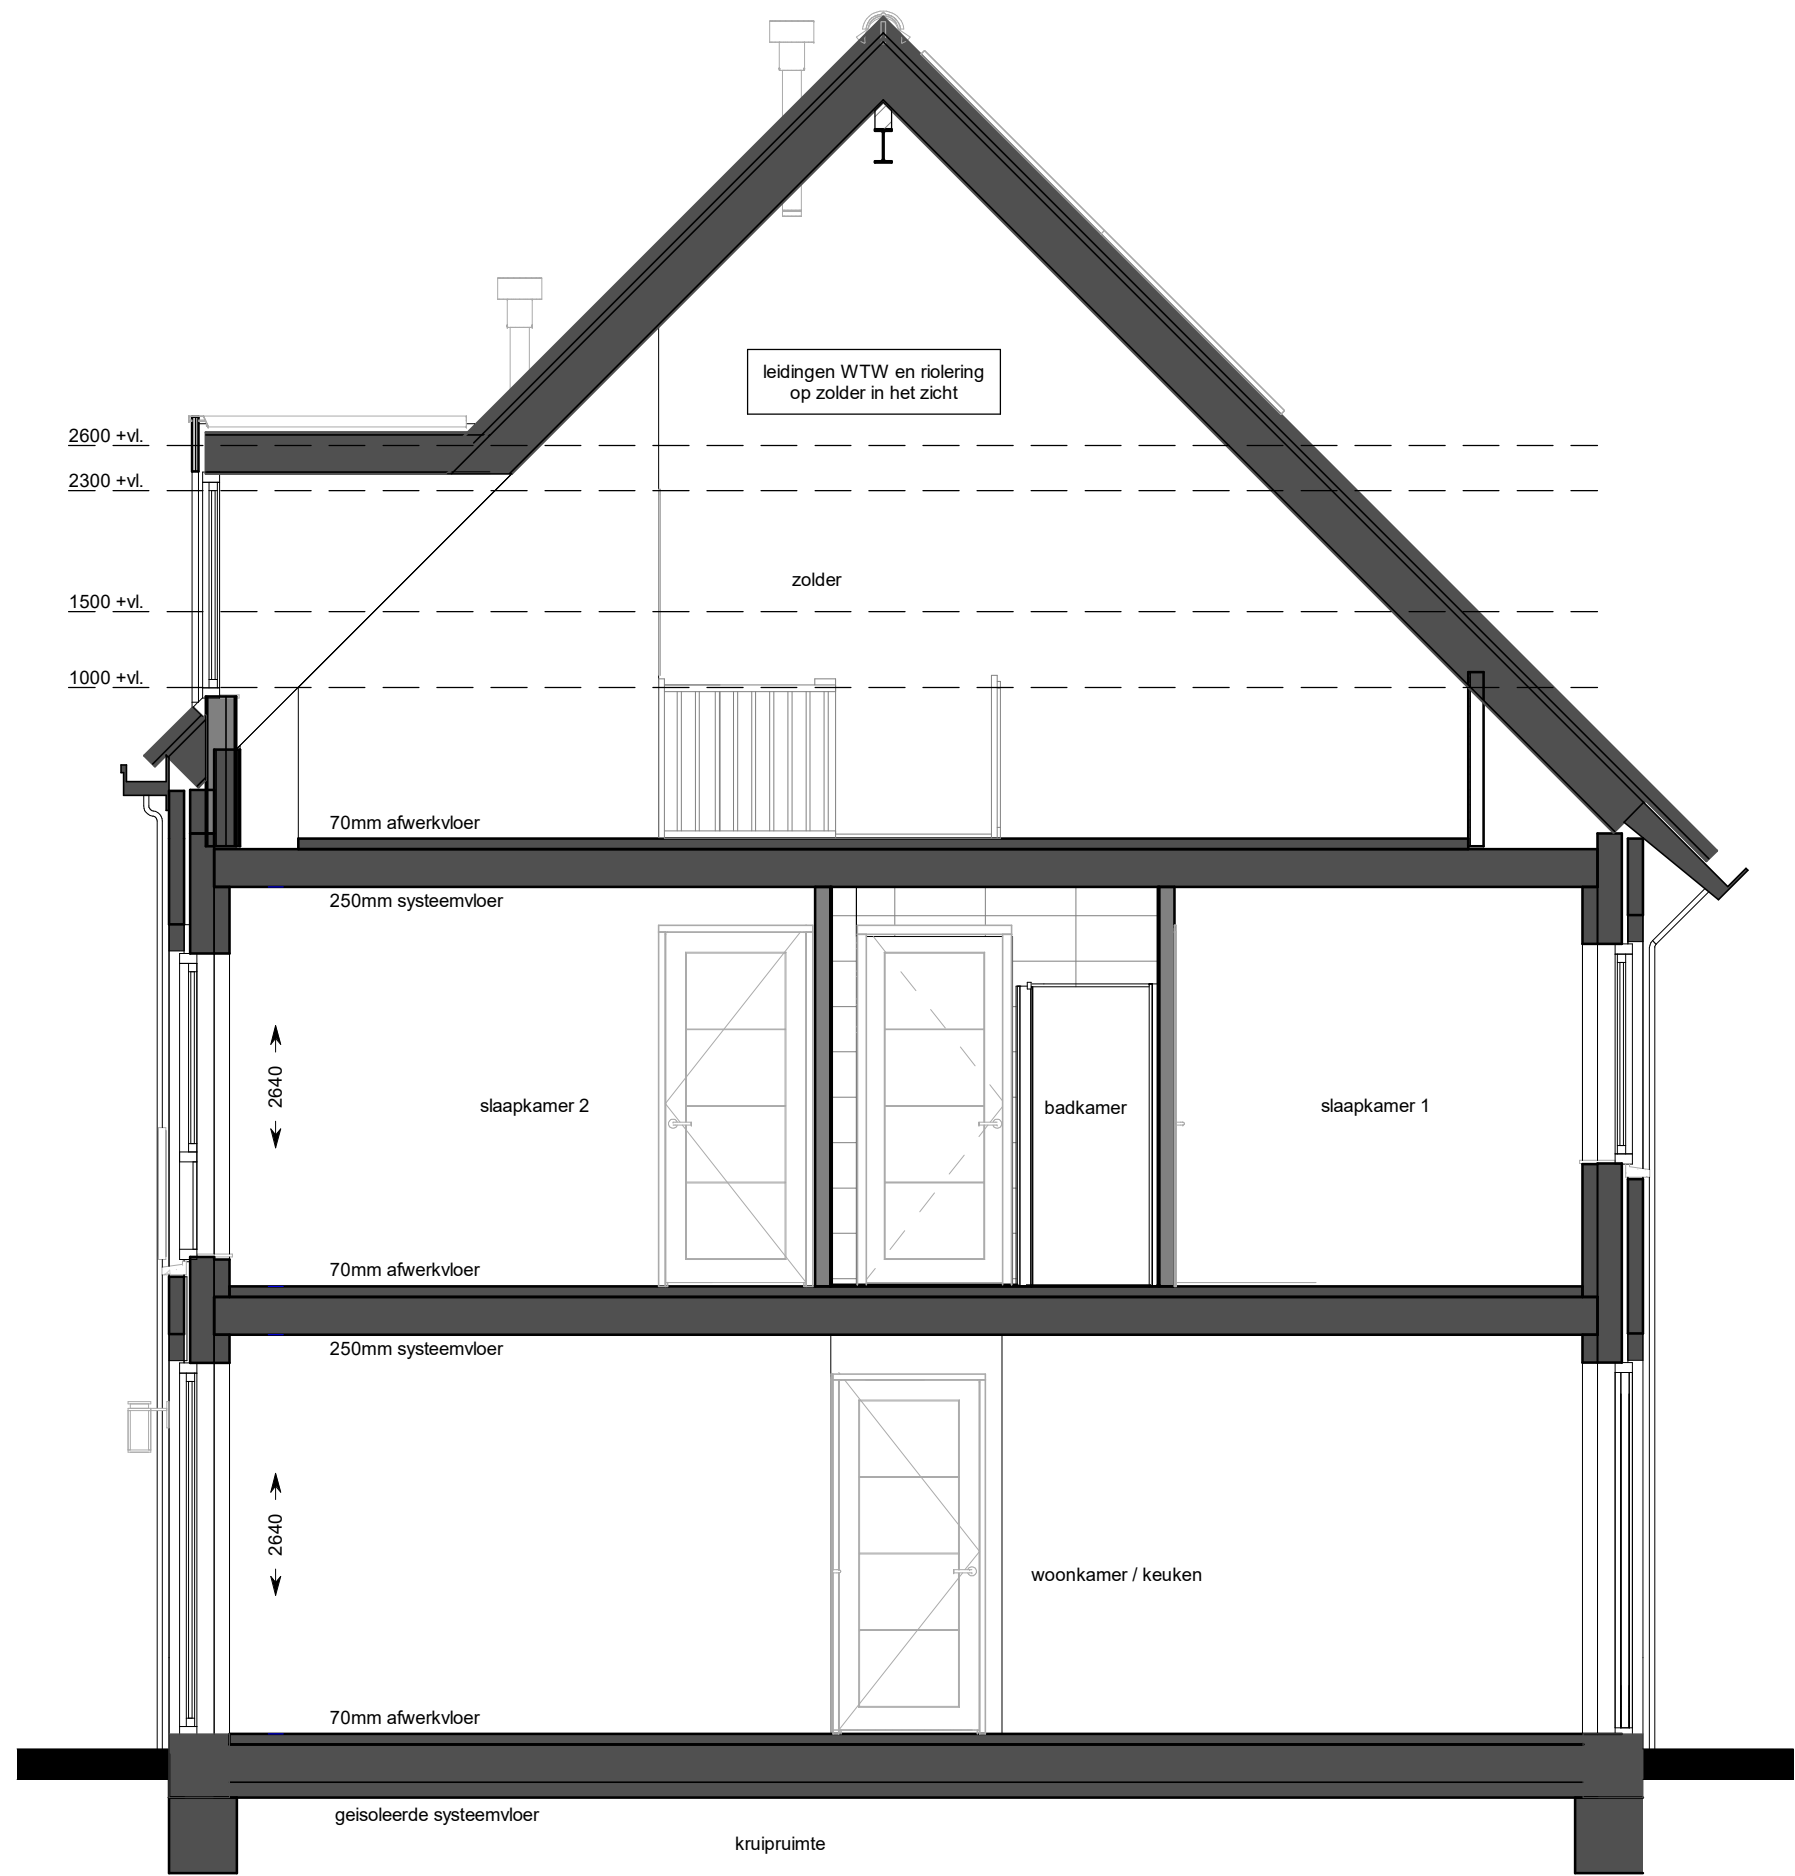 leidingen WTW en riolering
op zolder in het zicht
2600 +vl.
2300 +vl.
zolder
1500 +vl.
1000 +vl.
70mm afwerkvloer
250mm systeemvloer
2640
slaapkamer 2
badkamer
slaapkamer 1
70mm afwerkvloer
250mm systeemvloer
2640
woonkamer / keuken
70mm afwerkvloer
geisoleerde systeemvloer
kruipruimte